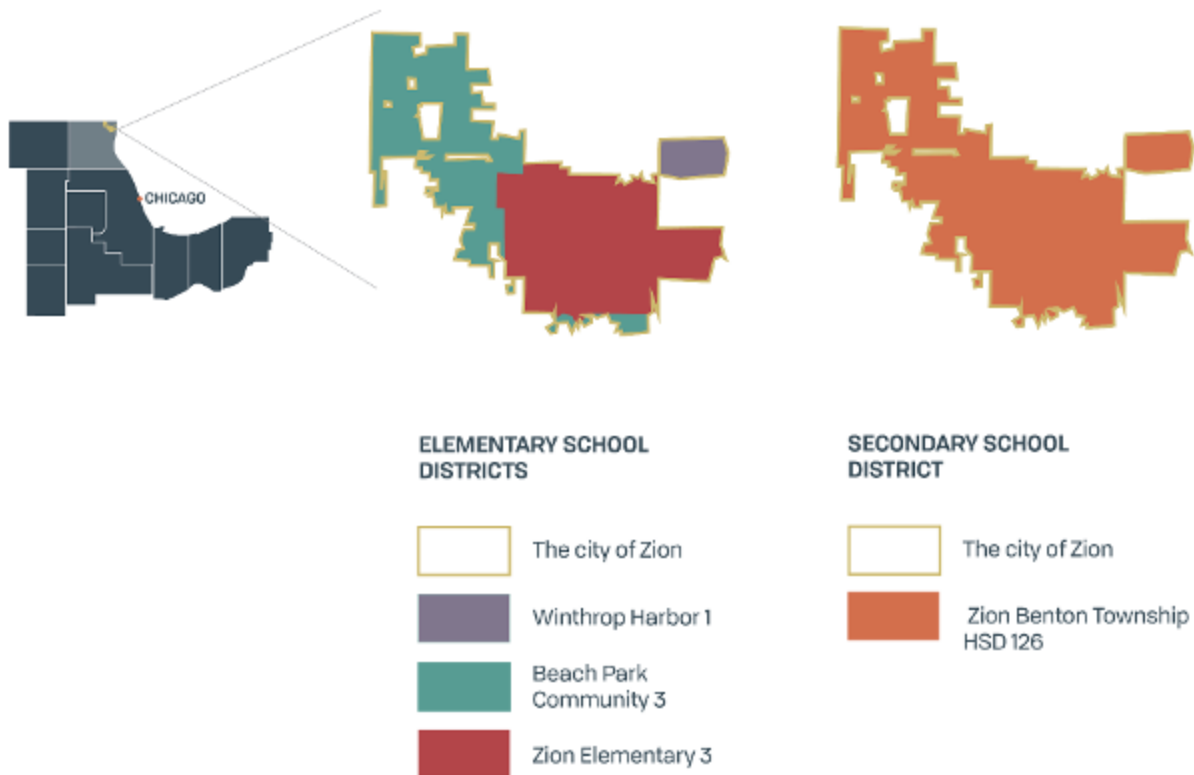 CHICAGO
ELEMENTARY SCHOOL
DISTRICTS
The city of Zion
Winthrop Harbor 1
Beach Park
Community 3
Zion Elementary 3
SECONDARY SCHOOL
DISTRICT
The city of Zion
Zion Benton Township
HSD 126